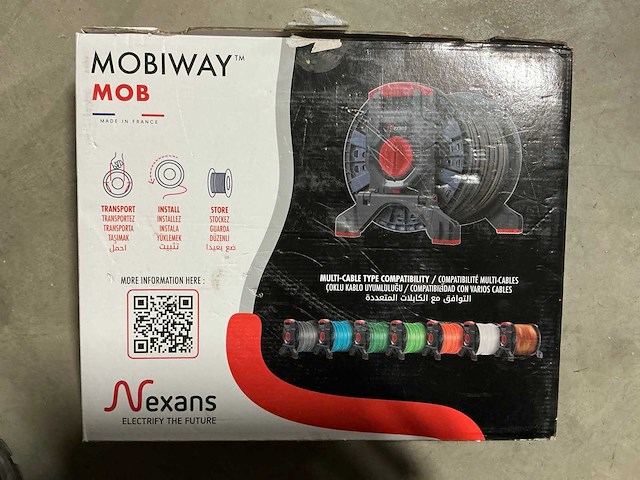 MOBIWAY™
MOB
MADE IN FRANCE
TRANSPORT
TRANSPORTEZ
TRANSPORTA
TAŞIMAK
احمل
INSTALL
INSTALLEZ
INSTALA
YÜKLEMEK
تثبيت
STORE
STOCKEZ
GUARDA
DÜZENLİ
ضع بعيدا
MORE INFORMATION HERE :
Nexans
ELECTRIFY THE FUTURE
Nexans
MULTI-CABLE TYPE COMPATIBILITY / COMPATIBILITÉ MULTI-CABLES
ÇOKLU KABLO UYUMLULUĞU / COMPATIBILIDAD CON VARIOS CABLES
التوافق مع الكابلات المتعددة